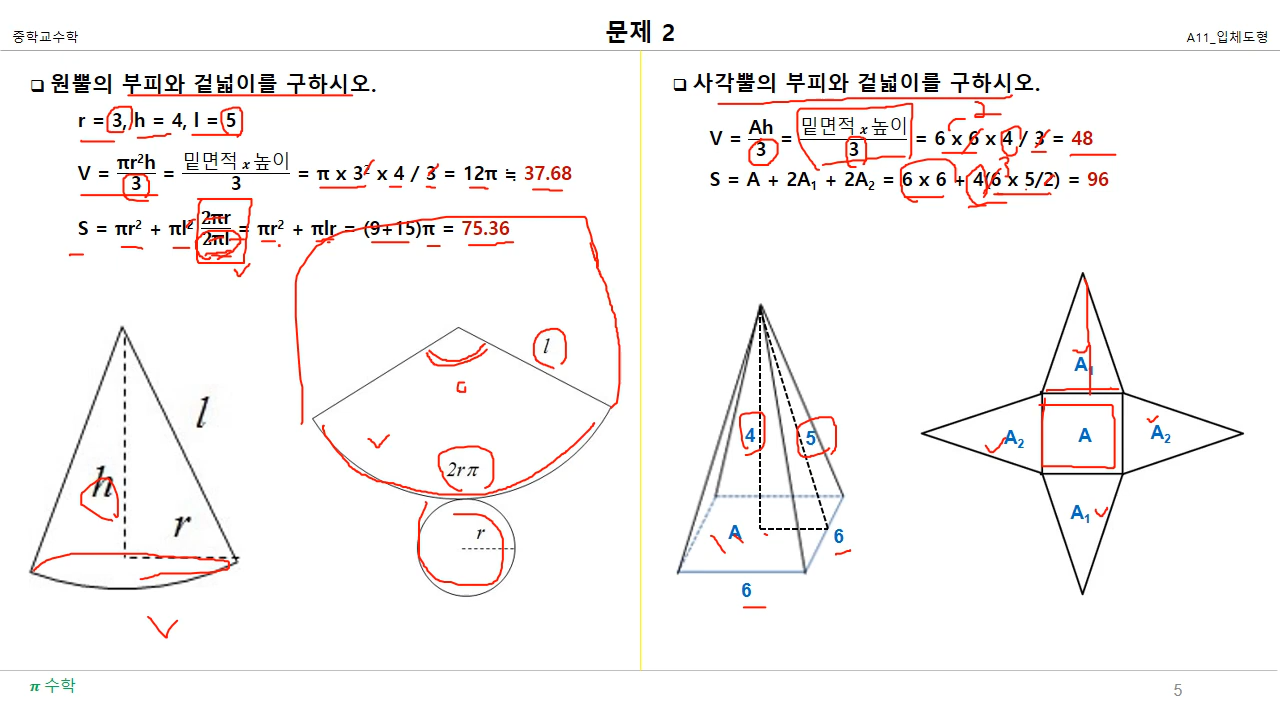 중학교수학
문제 2
A11_입체도형
❑ 원뿔의 부피와 겉넓이를 구하시오.
r = 3, h = 4, l = 5
V = πr²h/3 = 밑면적 x 높이/3 = π x 3² x 4 / 3 = 12π ≒ 37.68
S = πr² + πl² 2πr/2πl = πr² + πlr = (9+15)π = 75.36
l
h
r
l
2rπ
r
❑ 사각뿔의 부피와 겉넓이를 구하시오.
V = Ah/3 = 밑면적 x 높이/3 = 6 x 6 x 4 / 3 = 48
S = A + 2A₁ + 2A₂ = 6 x 6 + 4(6 x 5/2) = 96
4
5
A
6
6
A₁
A₂
A
A₂
A₁
π 수학
5